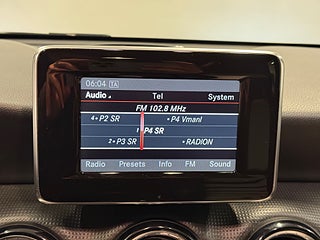 06:04 TA
Audio Tel System
FM 102.8 MHz
4 P2 SR P4 Vmanl
1 P4 SR
2 P3 SR RADION
Radio Presets Info FM Sound